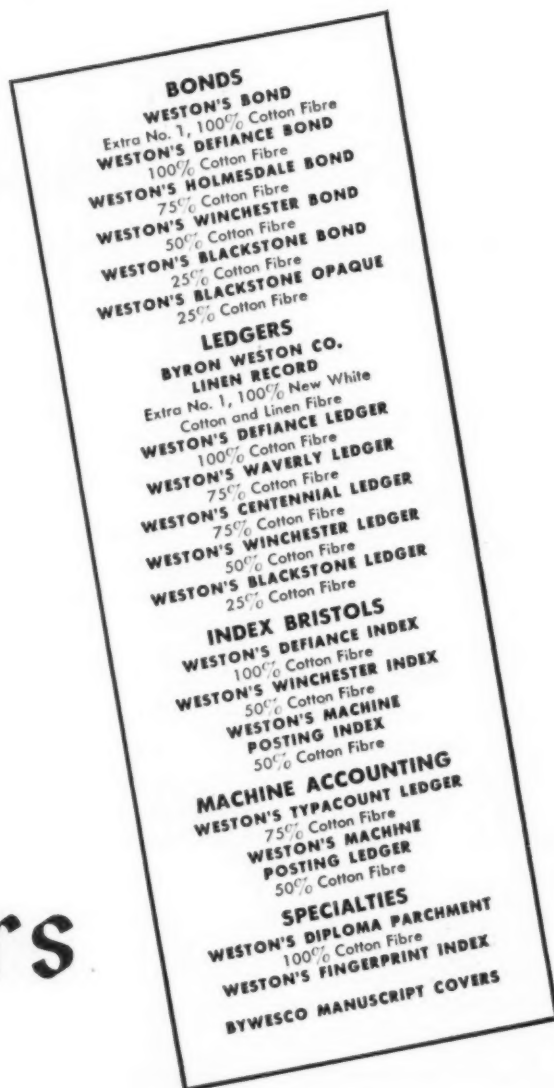 BONDS
WESTON'S BOND
Extra No. 1, 100% Cotton Fibre
WESTON'S DEFIANCE BOND
100% Cotton Fibre
WESTON'S HOLMESDALE BOND
75% Cotton Fibre
WESTON'S WINCHESTER BOND
50% Cotton Fibre
WESTON'S BLACKSTONE BOND
25% Cotton Fibre
WESTON'S BLACKSTONE OPAQUE
25% Cotton Fibre
LEDGERS
BYRON WESTON CO.
LINEN RECORD
Extra No. 1, 100% New White
Cotton and Linen Fibre
WESTON'S DEFIANCE LEDGER
100% Cotton Fibre
WESTON'S WAVERLY LEDGER
75% Cotton Fibre
WESTON'S CENTENNIAL LEDGER
75% Cotton Fibre
WESTON'S WINCHESTER LEDGER
50% Cotton Fibre
WESTON'S BLACKSTONE LEDGER
25% Cotton Fibre
INDEX BRISTOLS
WESTON'S DEFIANCE INDEX
100% Cotton Fibre
WESTON'S WINCHESTER INDEX
50% Cotton Fibre
WESTON'S MACHINE
POSTING INDEX
50% Cotton Fibre
MACHINE ACCOUNTING
WESTON'S TYPACOUNT LEDGER
75% Cotton Fibre
WESTON'S MACHINE
POSTING LEDGER
50% Cotton Fibre
SPECIALTIES
WESTON'S DIPLOMA PARCHMENT
100% Cotton Fibre
WESTON'S FINGERPRINT INDEX
BYWESCO MANUSCRIPT COVERS
rs